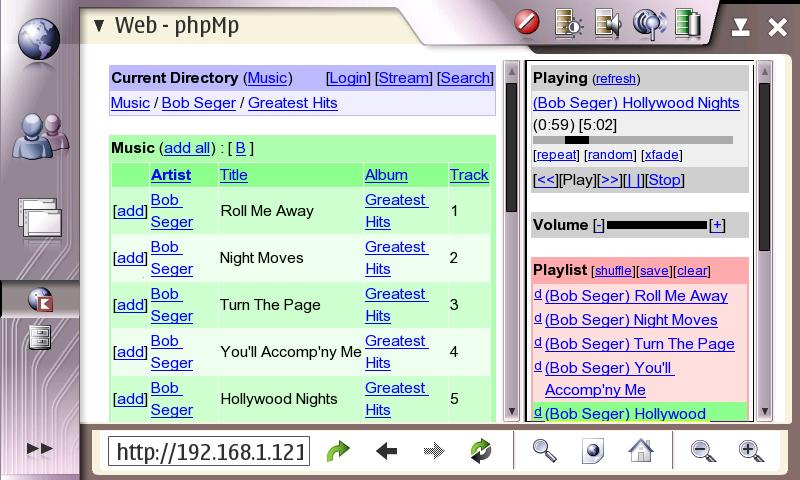 Web - phpMp
Current Directory (Music) [Login] [Stream] [Search]
Music / Bob Seger / Greatest Hits
Music (add all) : [ B ]
Artist Title Album Track
[add] Bob Seger Roll Me Away Greatest Hits 1
[add] Bob Seger Night Moves Greatest Hits 2
[add] Bob Seger Turn The Page Greatest Hits 3
[add] Bob Seger You'll Accomp'ny Me Greatest Hits 4
[add] Bob Seger Hollywood Nights Greatest Hits 5
Playing (refresh)
(Bob Seger) Hollywood Nights
(0:59) [5:02]
[repeat] [random] [xfade]
[<<][Play][>>][| |][Stop]
Volume [-] [+]
Playlist [shuffle][save][clear]
d (Bob Seger) Roll Me Away
d (Bob Seger) Night Moves
d (Bob Seger) Turn The Page
d (Bob Seger) You'll
Accomp'ny Me
d (Bob Seger) Hollywood
http://192.168.1.121